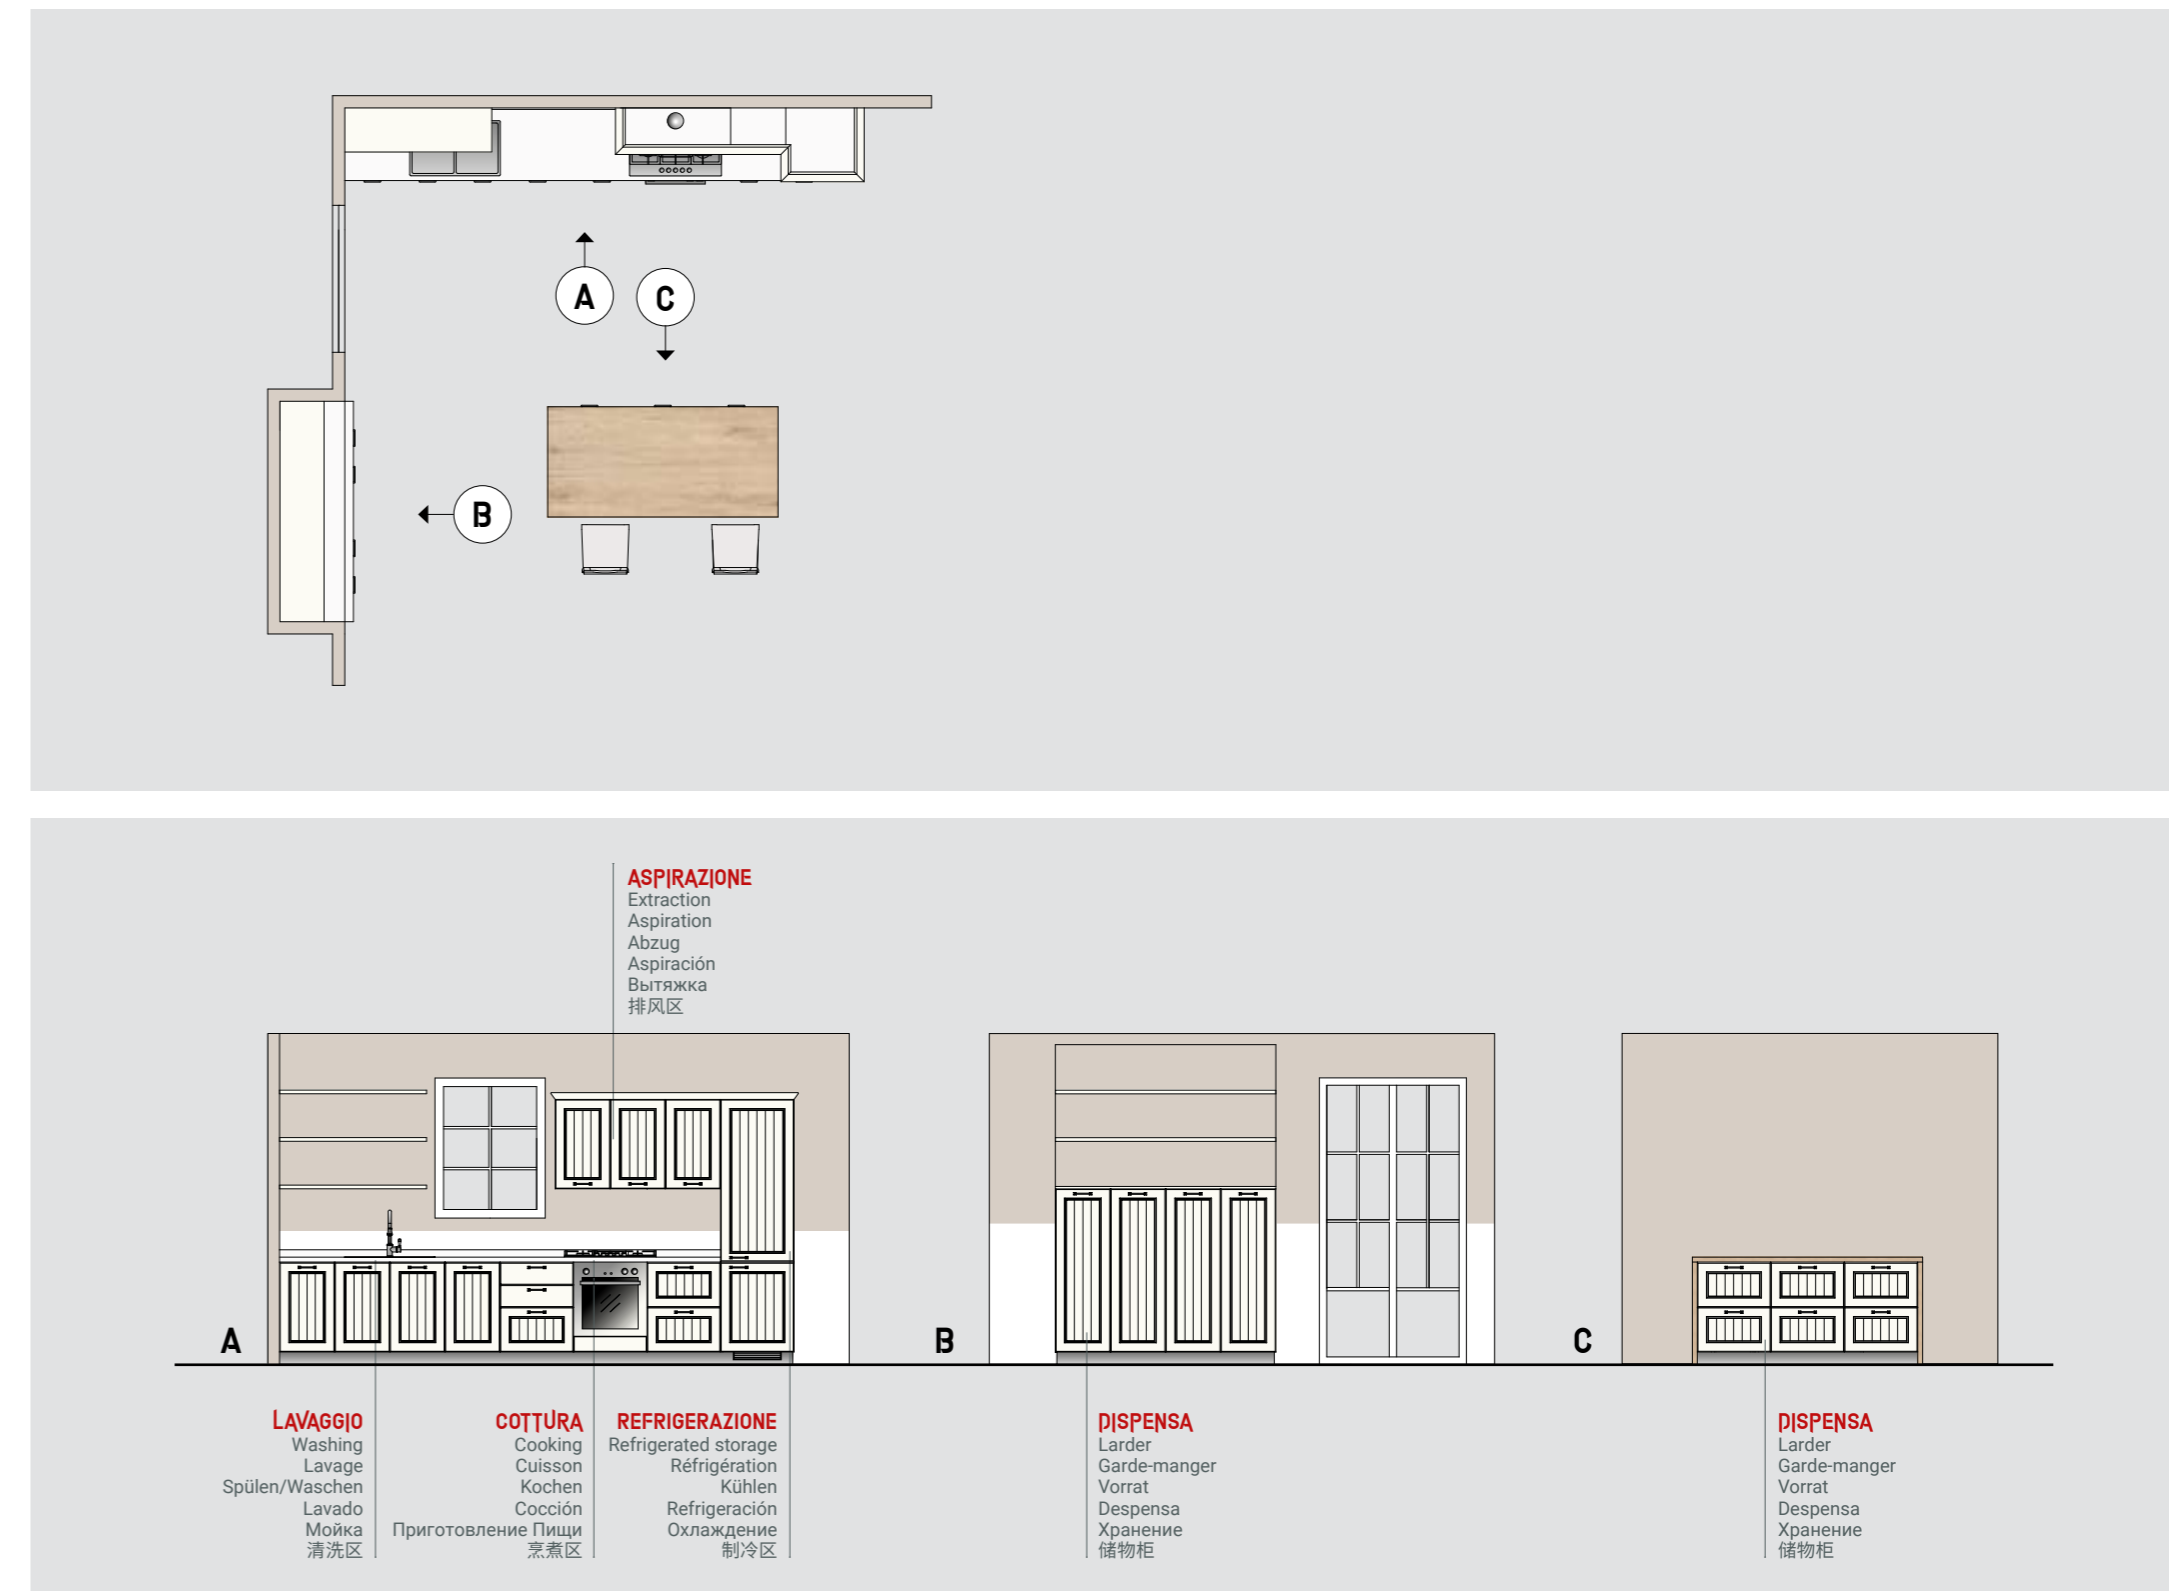 A
C
B
ASPIRAZIONE
Extraction
Aspiration
Abzug
Aspiración
Вытяжка
排风区
A
B
C
LAVAGGIO
Washing
Lavage
Spülen/Waschen
Lavado
Мойка
清洗区
COTTURA
Cooking
Cuisson
Kochen
Cocción
Приготовление Пищи
烹煮区
REFRIGERAZIONE
Refrigerated storage
Réfrigération
Kühlen
Refrigeración
Охлаждение
制冷区
DISPENSA
Larder
Garde-manger
Vorrat
Despensa
Хранение
储物柜
DISPENSA
Larder
Garde-manger
Vorrat
Despensa
Хранение
储物柜